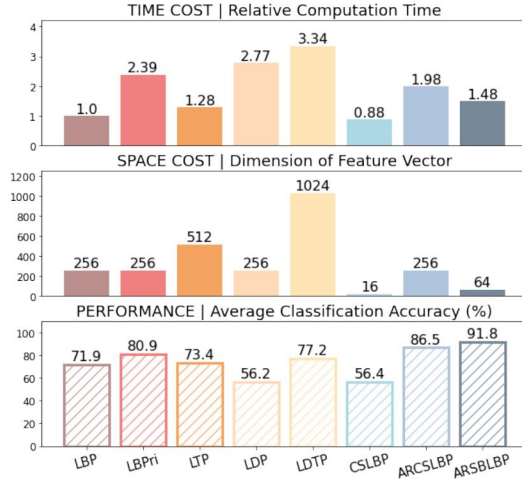 TIME COST | Relative Computation Time
4
3
2
1
0
1.0 2.39 1.28 2.77 3.34 0.88 1.98 1.48
SPACE COST | Dimension of Feature Vector
1200
1000
800
600
400
200
0
256 256 512 256 1024 16 256 64
PERFORMANCE | Average Classification Accuracy (%)
100
80
60
40
20
0
71.9 80.9 73.4 56.2 77.2 56.4 86.5 91.8
LBP LBPri LTP LDP LDTP CSLBP ARCSLBP ARSBLBP